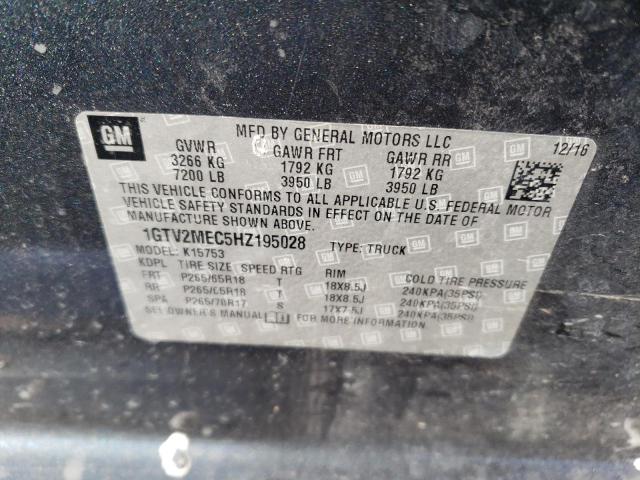 GM
MFD BY GENERAL MOTORS LLC 12/16
GVWR GAWR FRT GAWR RR
3266 KG 1792 KG 1792 KG
7200 LB 3950 LB 3950 LB
THIS VEHICLE CONFORMS TO ALL APPLICABLE U.S. FEDERAL MOTOR
VEHICLE SAFETY STANDARDS IN EFFECT ON THE DATE OF
MANUFACTURE SHOWN ABOVE.
1GTV2MEC5HZ195028 TYPE: TRUCK
MODEL: K15753
KDPL TIRE SIZE SPEED RTG RIM COLD TIRE PRESSURE
FRT P265/65R18 T 18X8.5J 240KPA(35PSI)
RR P265/65R18 T 18X8.5J 240KPA(35PSI)
SPA P265/70R17 S 17X7.5J 240KPA(35PSI)
SEE OWNER'S MANUAL FOR MORE INFORMATION